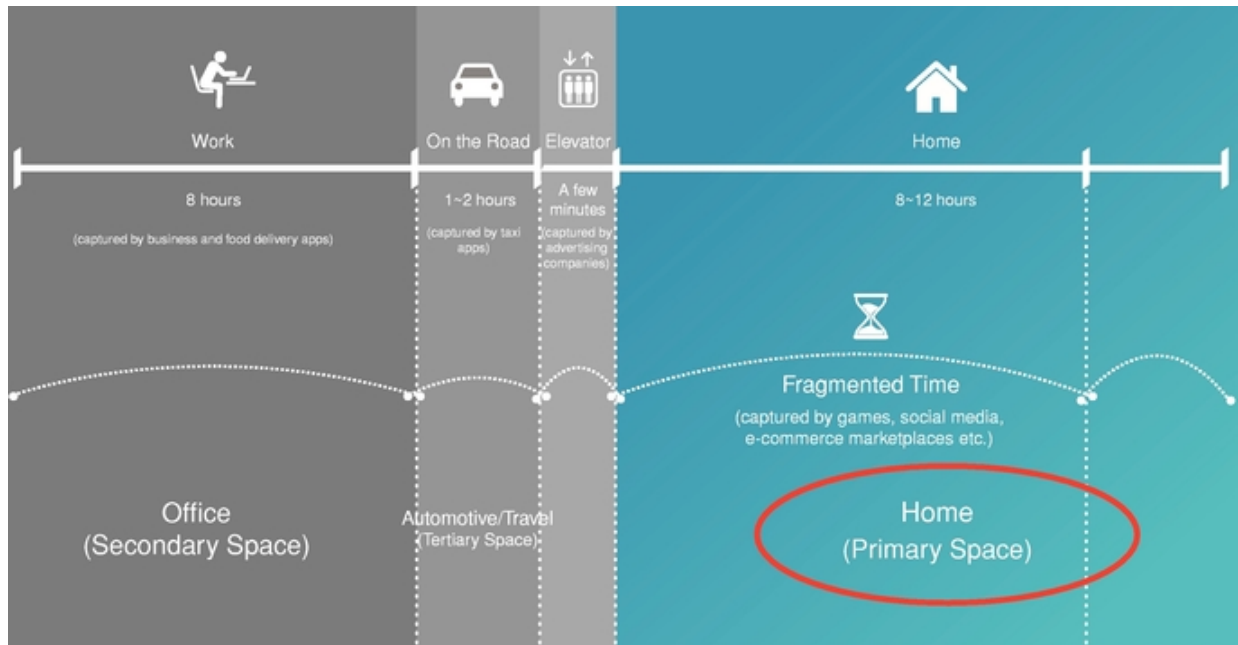 Work
On the Road
Elevator
Home
8 hours
1~2 hours
A few
minutes
8~12 hours
(captured by business and food delivery apps)
(captured by taxi
apps)
(captured by
advertising
companies)
Fragmented Time
(captured by games, social media,
e-commerce marketplaces etc.)
Office
(Secondary Space)
Automotive/Travel
(Tertiary Space)
Home
(Primary Space)